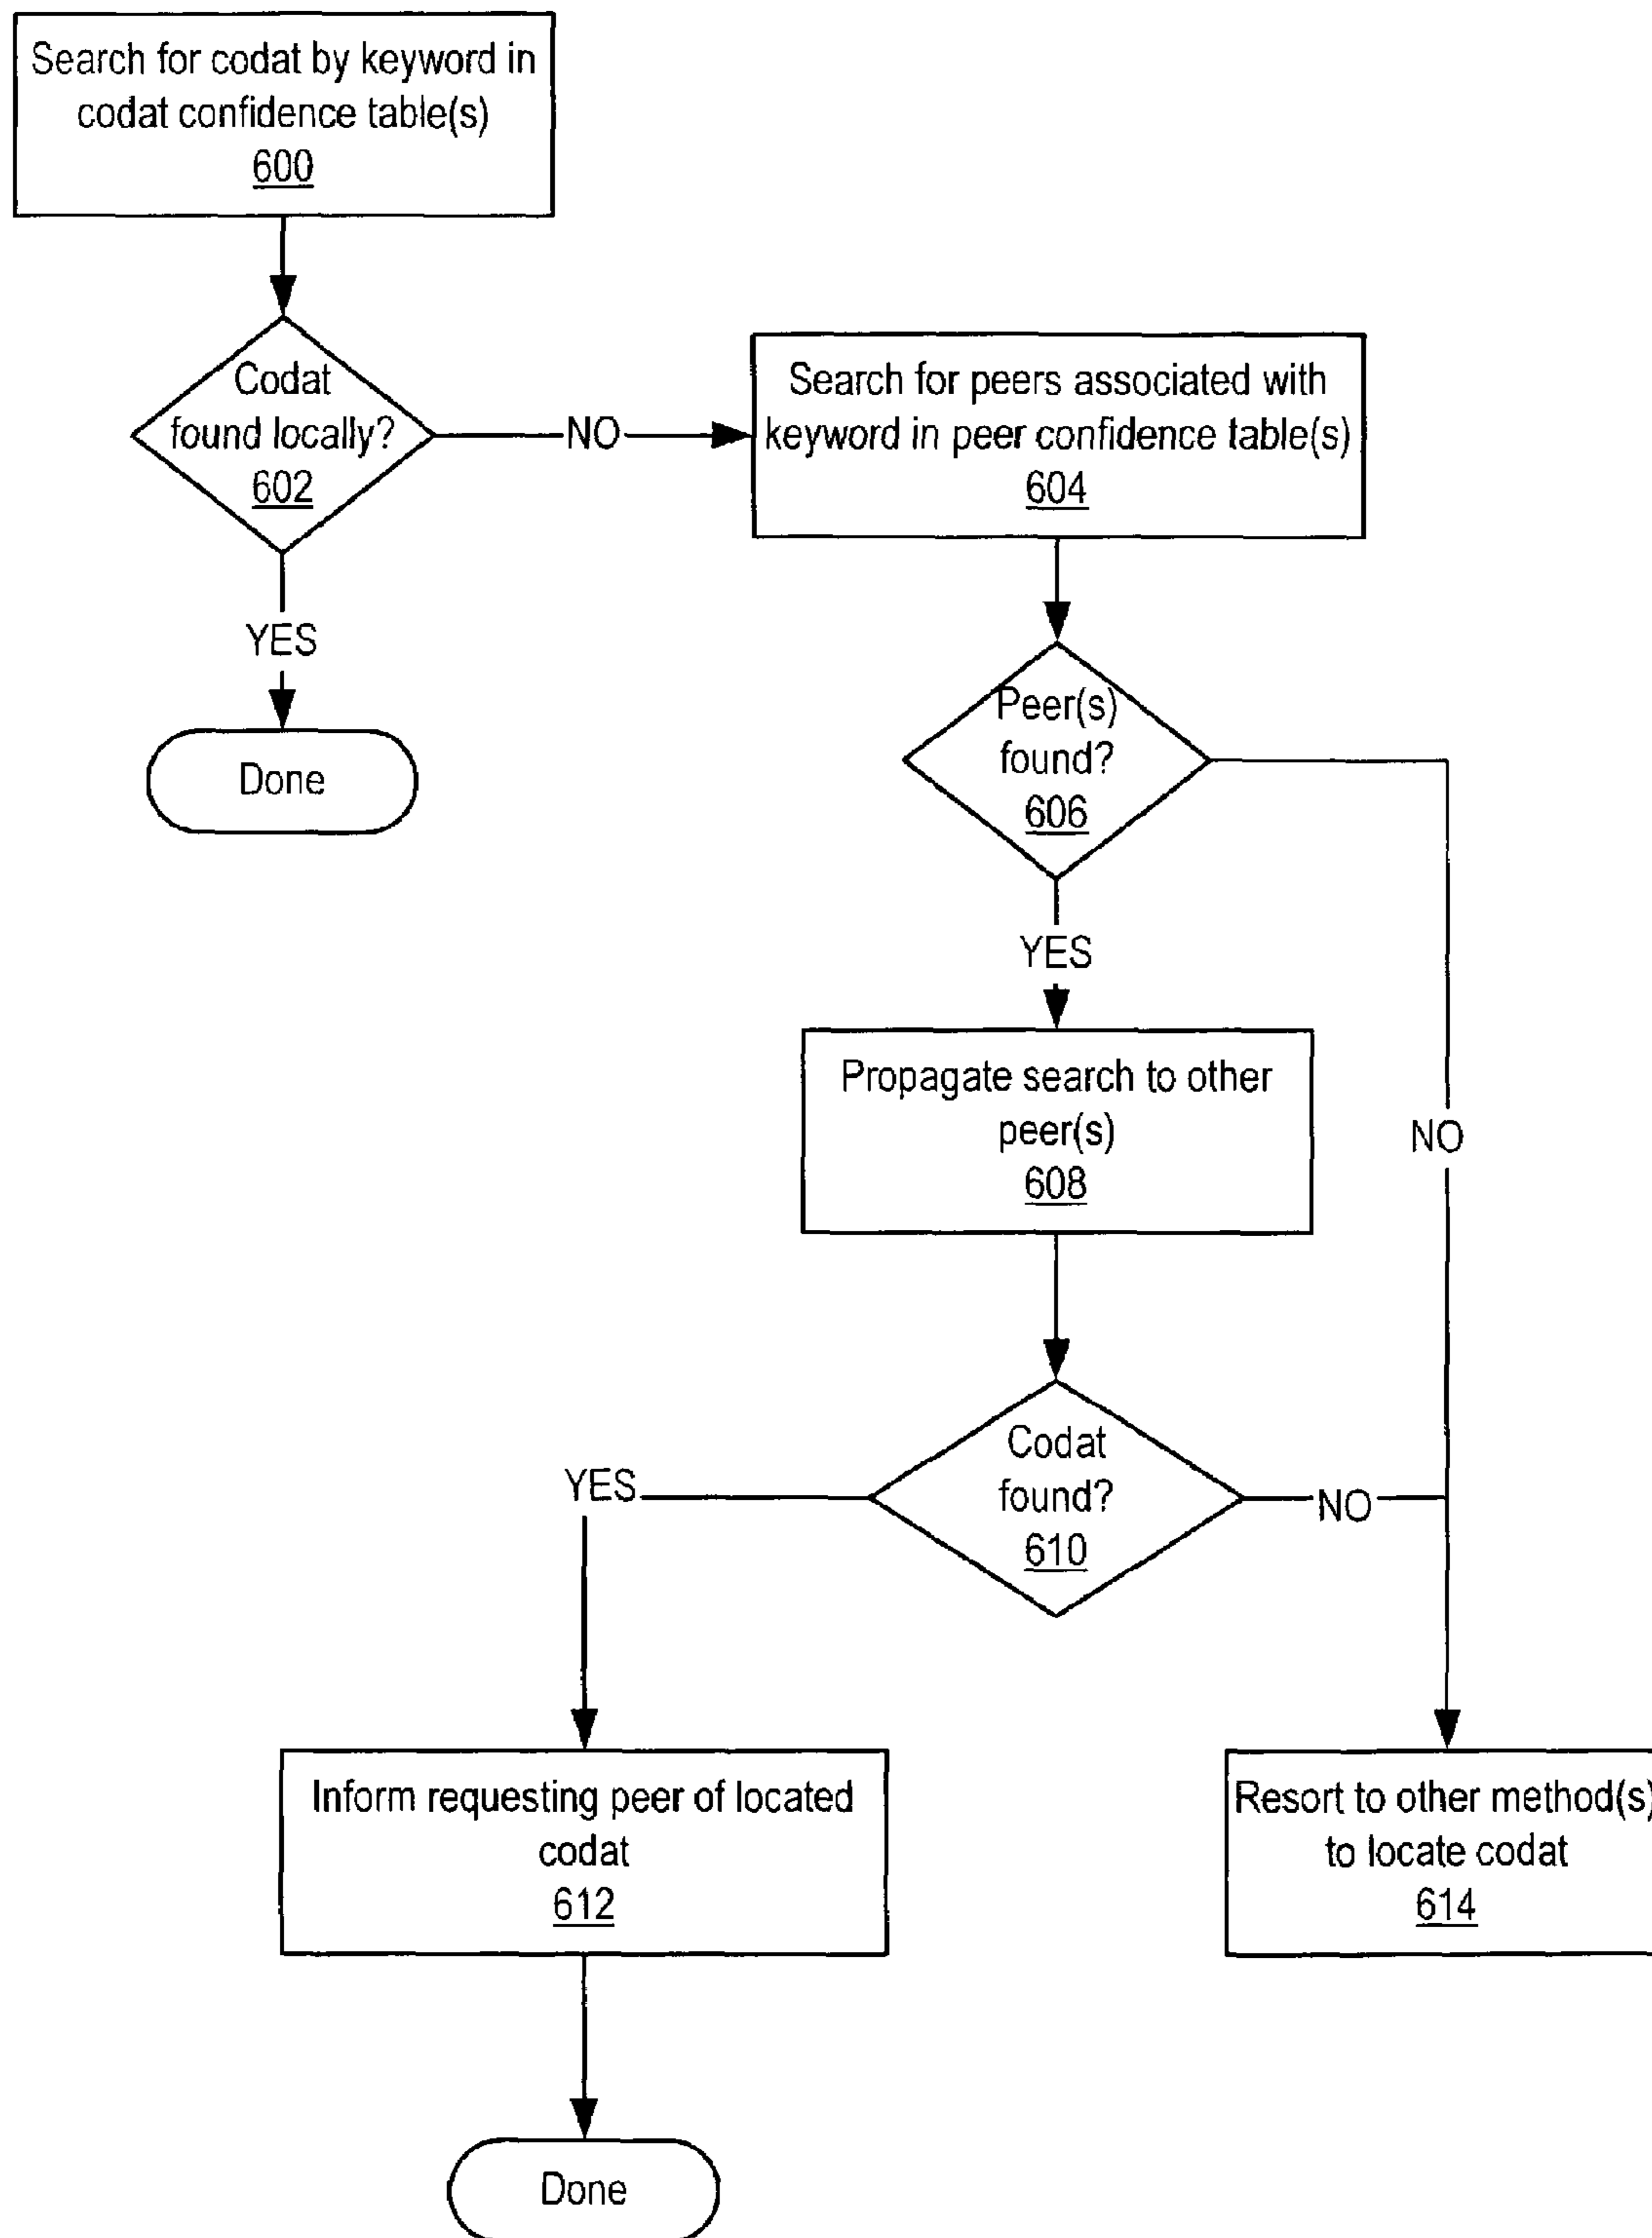 Search for codat by keyword in
codat confidence table(s)
600
Codat
found locally?
602
NO
Search for peers associated with
keyword in peer confidence table(s)
604
YES
Done
Peer(s)
found?
606
YES
NO
Propagate search to other
peer(s)
608
Codat
found?
610
YES
NO
Inform requesting peer of located
codat
612
Resort to other method(s)
to locate codat
614
Done